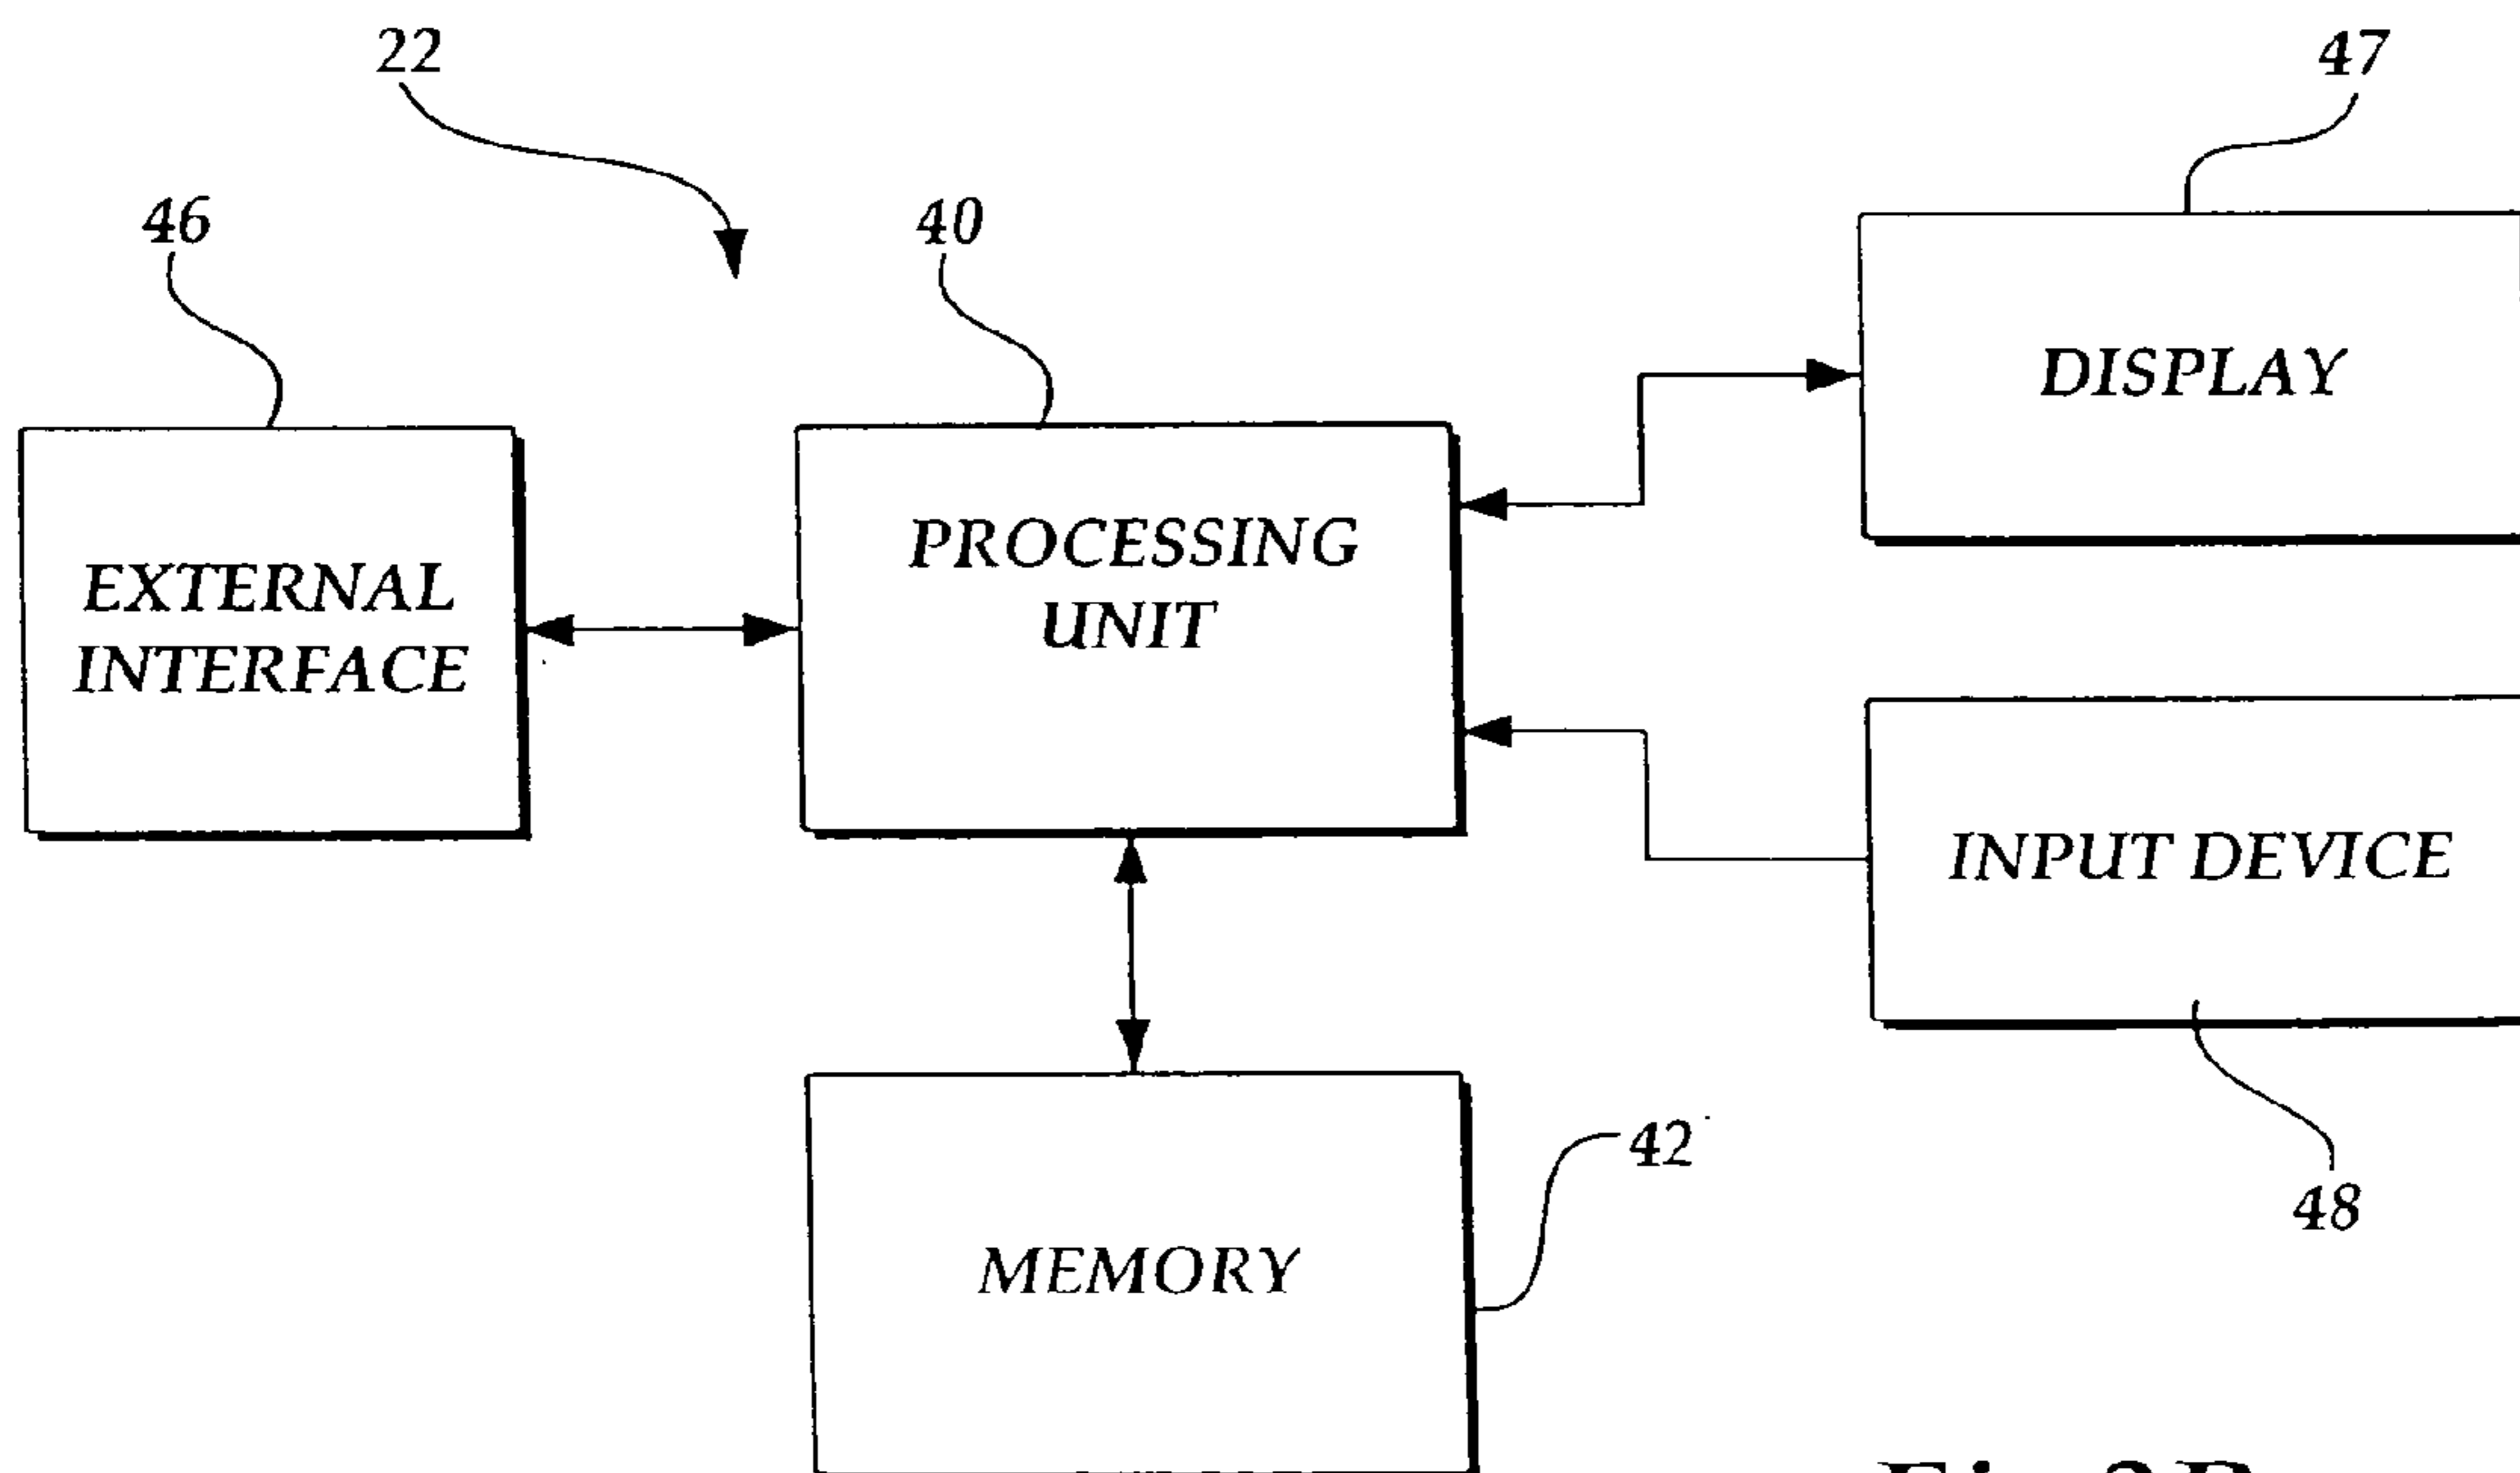 22
47
46
40
DISPLAY
PROCESSING
UNIT
EXTERNAL
INTERFACE
INPUT DEVICE
42
48
MEMORY